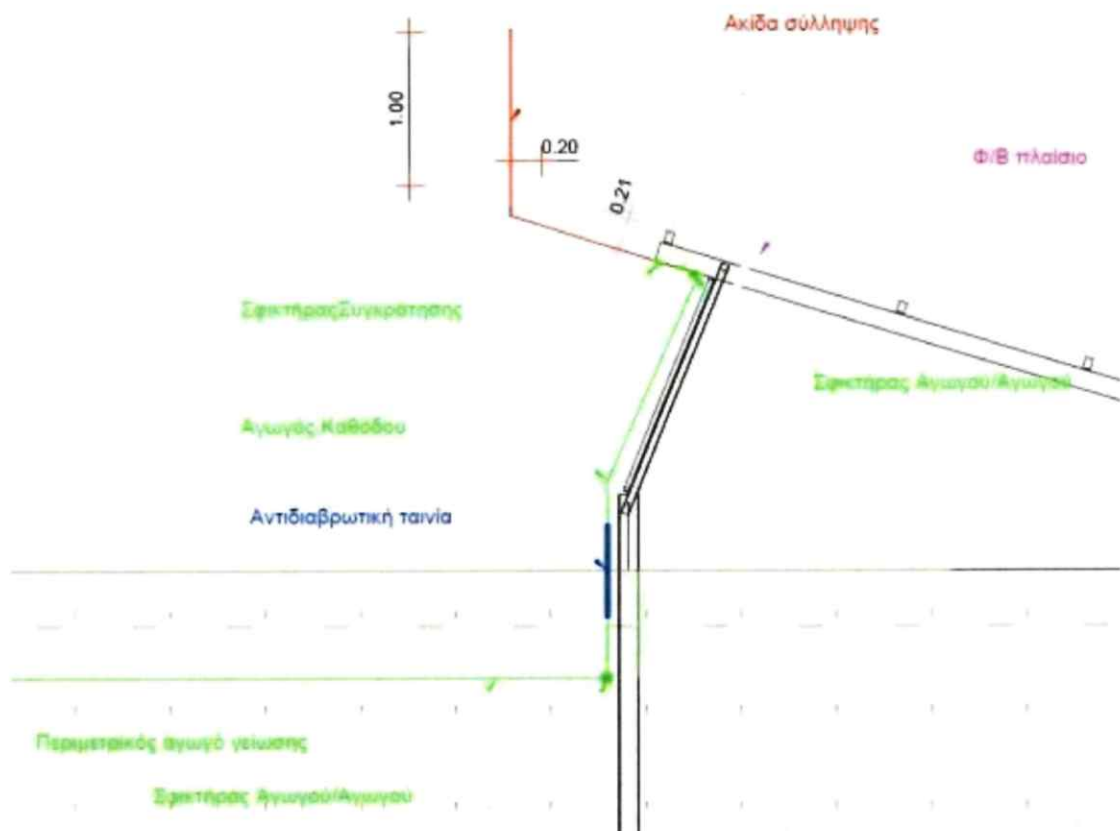 Ακίδα σύλληψης
1.00
0.20
Φ/Β πλαίσιο
0.21
ΣφικτήραςΣυγκράτησης
Σφικτήρας Αγωγού/Αγωγού
Αγωγός Καθόδου
Αντιδιαβρωτική ταινία
Περιμετρικός αγωγό γείωσης
Σφικτήρας Αγωγού/Αγωγού